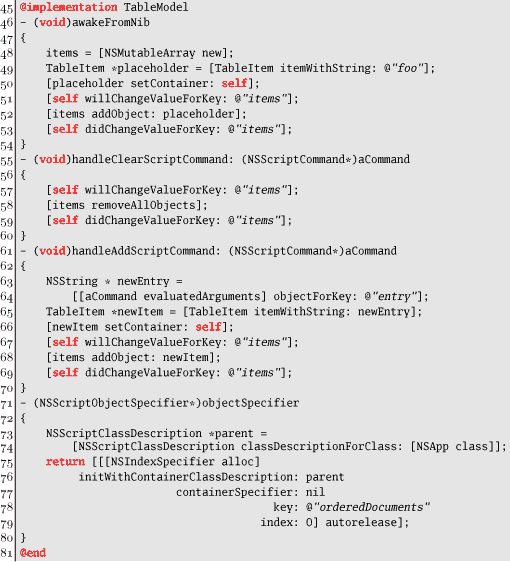 45 @implementation TableModel
46 - (void)awakeFromNib
47 {
48     items = [NSMutableArray new];
49     TableItem *placeholder = [TableItem itemWithString: @"foo"];
50     [placeholder setContainer: self];
51     [self willChangeValueForKey: @"items"];
52     [items addObject: placeholder];
53     [self didChangeValueForKey: @"items"];
54 }
55 - (void)handleClearScriptCommand: (NSScriptCommand*)aCommand
56 {
57     [self willChangeValueForKey: @"items"];
58     [items removeAllObjects];
59     [self didChangeValueForKey: @"items"];
60 }
61 - (void)handleAddScriptCommand: (NSScriptCommand*)aCommand
62 {
63     NSString * newEntry =
64         [[aCommand evaluatedArguments] objectForKey: @"entry"];
65     TableItem *newItem = [TableItem itemWithString: newEntry];
66     [newItem setContainer: self];
67     [self willChangeValueForKey: @"items"];
68     [items addObject: newItem];
69     [self didChangeValueForKey: @"items"];
70 }
71 - (NSScriptObjectSpecifier*)objectSpecifier
72 {
73     NSScriptClassDescription *parent =
74         [NSScriptClassDescription classDescriptionForClass: [NSApp class]];
75     return [[[NSIndexSpecifier alloc]
76          initWithContainerClassDescription: parent
77                         containerSpecifier: nil
78                                        key: @"orderedDocuments"
79                                      index: 0] autorelease];
80 }
81 @end